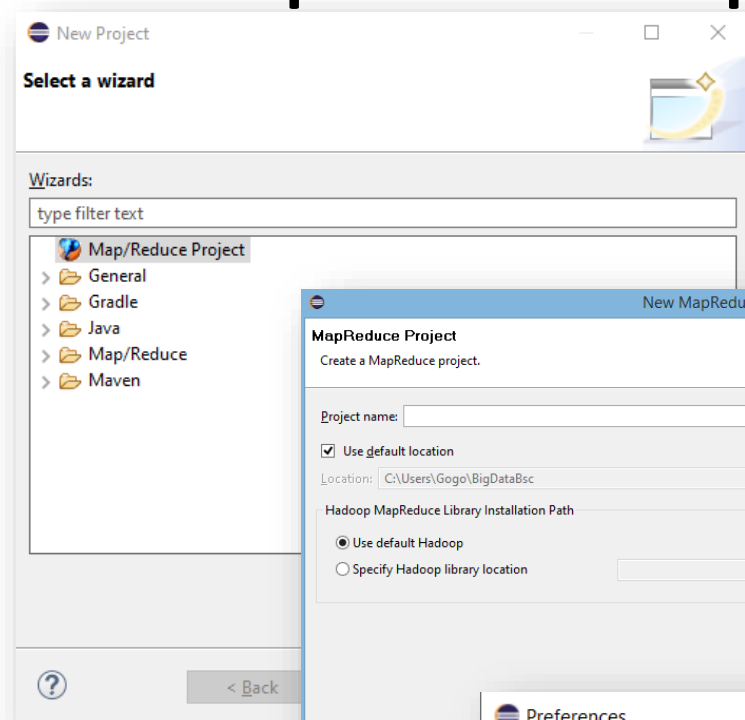 New Project
Select a wizard
Wizards:
type filter text
Map/Reduce Project
General
Gradle
Java
Map/Reduce
Maven
< Back
New MapRedu
MapReduce Project
Create a MapReduce project.
Project name:
Use default location
Location: C:\Users\Gogo\BigDataBsc
Hadoop MapReduce Library Installation Path
Use default Hadoop
Specify Hadoop library location
Preferences